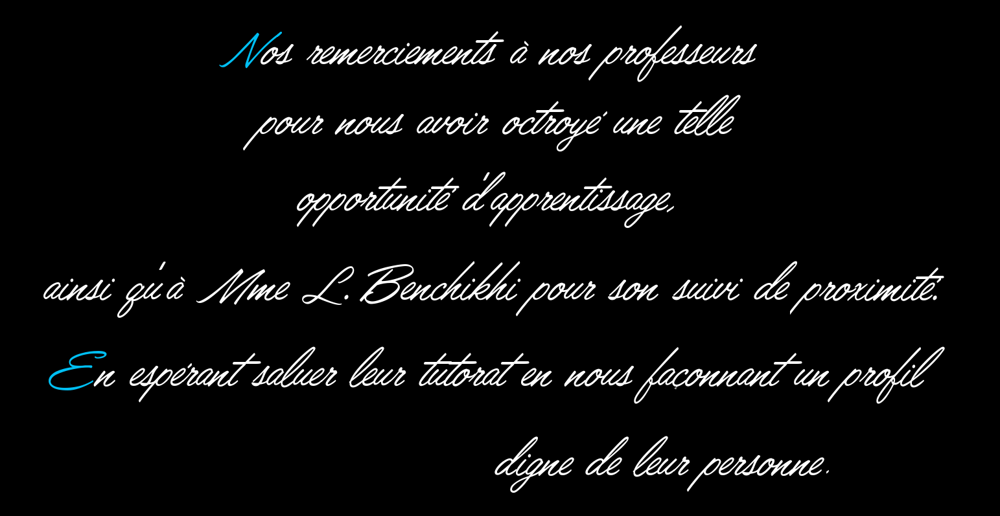 Nos remerciements à nos professeurs
pour nous avoir octroyé une telle
opportunité d'apprentissage,
ainsi qu'à Mme L. Benchikhi pour son suivi de proximité.
En espérant saluer leur tutorat en nous façonnant un profil
digne de leur personne.